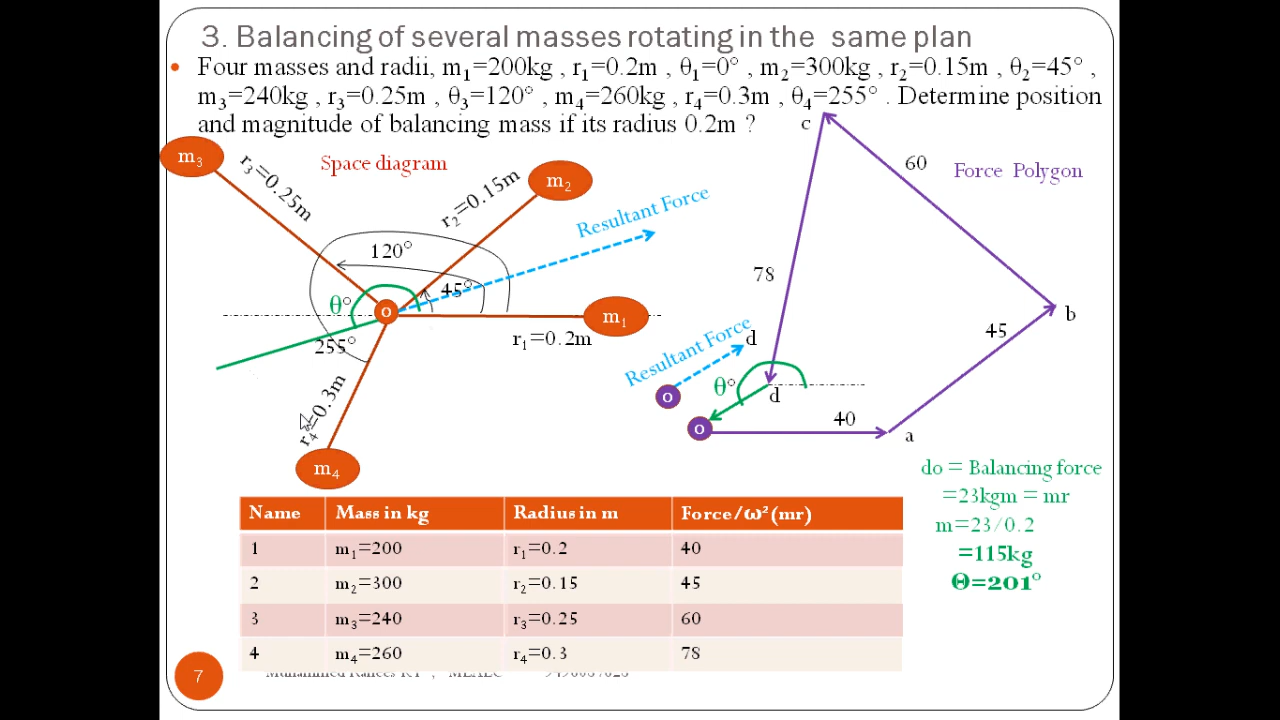 3. Balancing of several masses rotating in the same plan
• Four masses and radii, m₁=200kg , r₁=0.2m , θ₁=0° , m₂=300kg , r₂=0.15m , θ₂=45° ,
m₃=240kg , r₃=0.25m , θ₃=120° , m₄=260kg , r₄=0.3m , θ₄=255° . Determine position
and magnitude of balancing mass if its radius 0.2m ?
Space diagram
m₃
r₃=0.25m
m₂
r₂=0.15m
Resultant Force
120°
45°
θ°
o
m₁
r₁=0.2m
255°
r₄=0.3m
m₄
Force Polygon
c
60
78
b
45
Resultant Force
d
o
θ°
d
o
40
a
do = Balancing force
=23kgm = mr
m=23/0.2
=115kg
Θ=201°
Name Mass in kg Radius in m Force/ω²(mr)
1 m₁=200 r₁=0.2 40
2 m₂=300 r₂=0.15 45
3 m₃=240 r₃=0.25 60
4 m₄=260 r₄=0.3 78
7